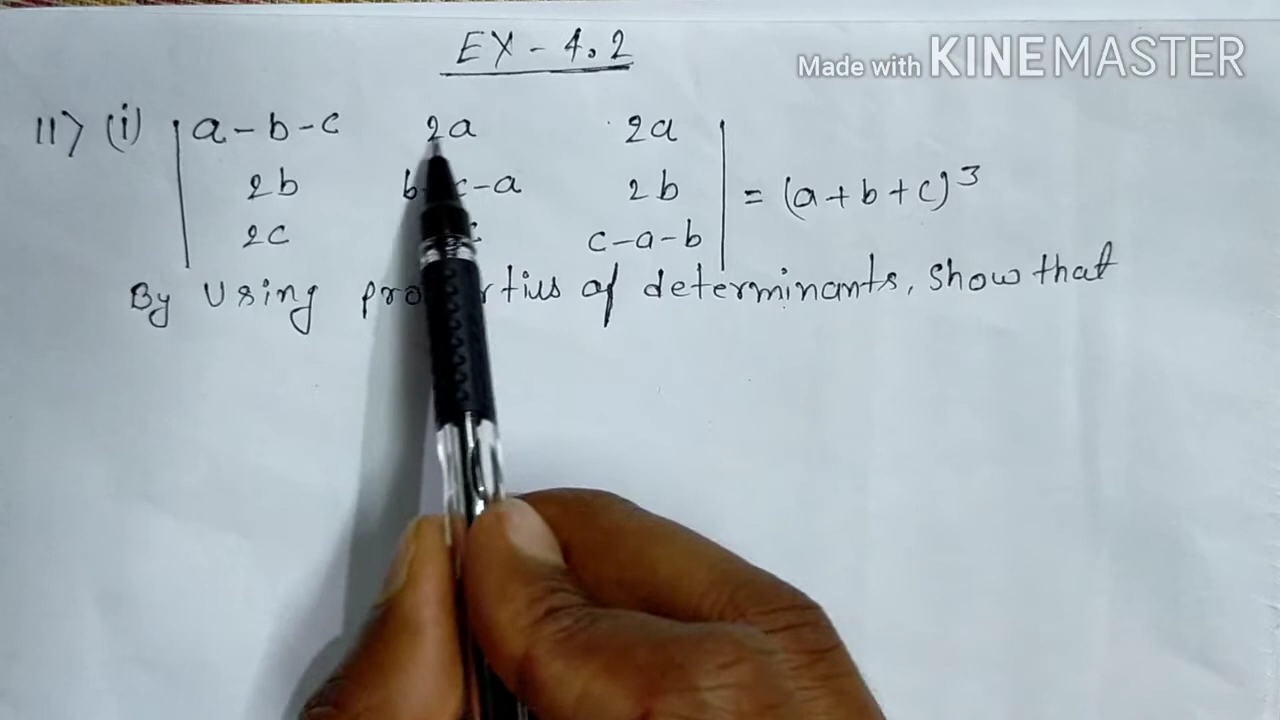 EX - 4.2
Made with KINEMASTER
11> (i) | a-b-c 2a 2a |
2b 2b = (a+b+c)³
2c c-a-b
By Using of determinants, Show that